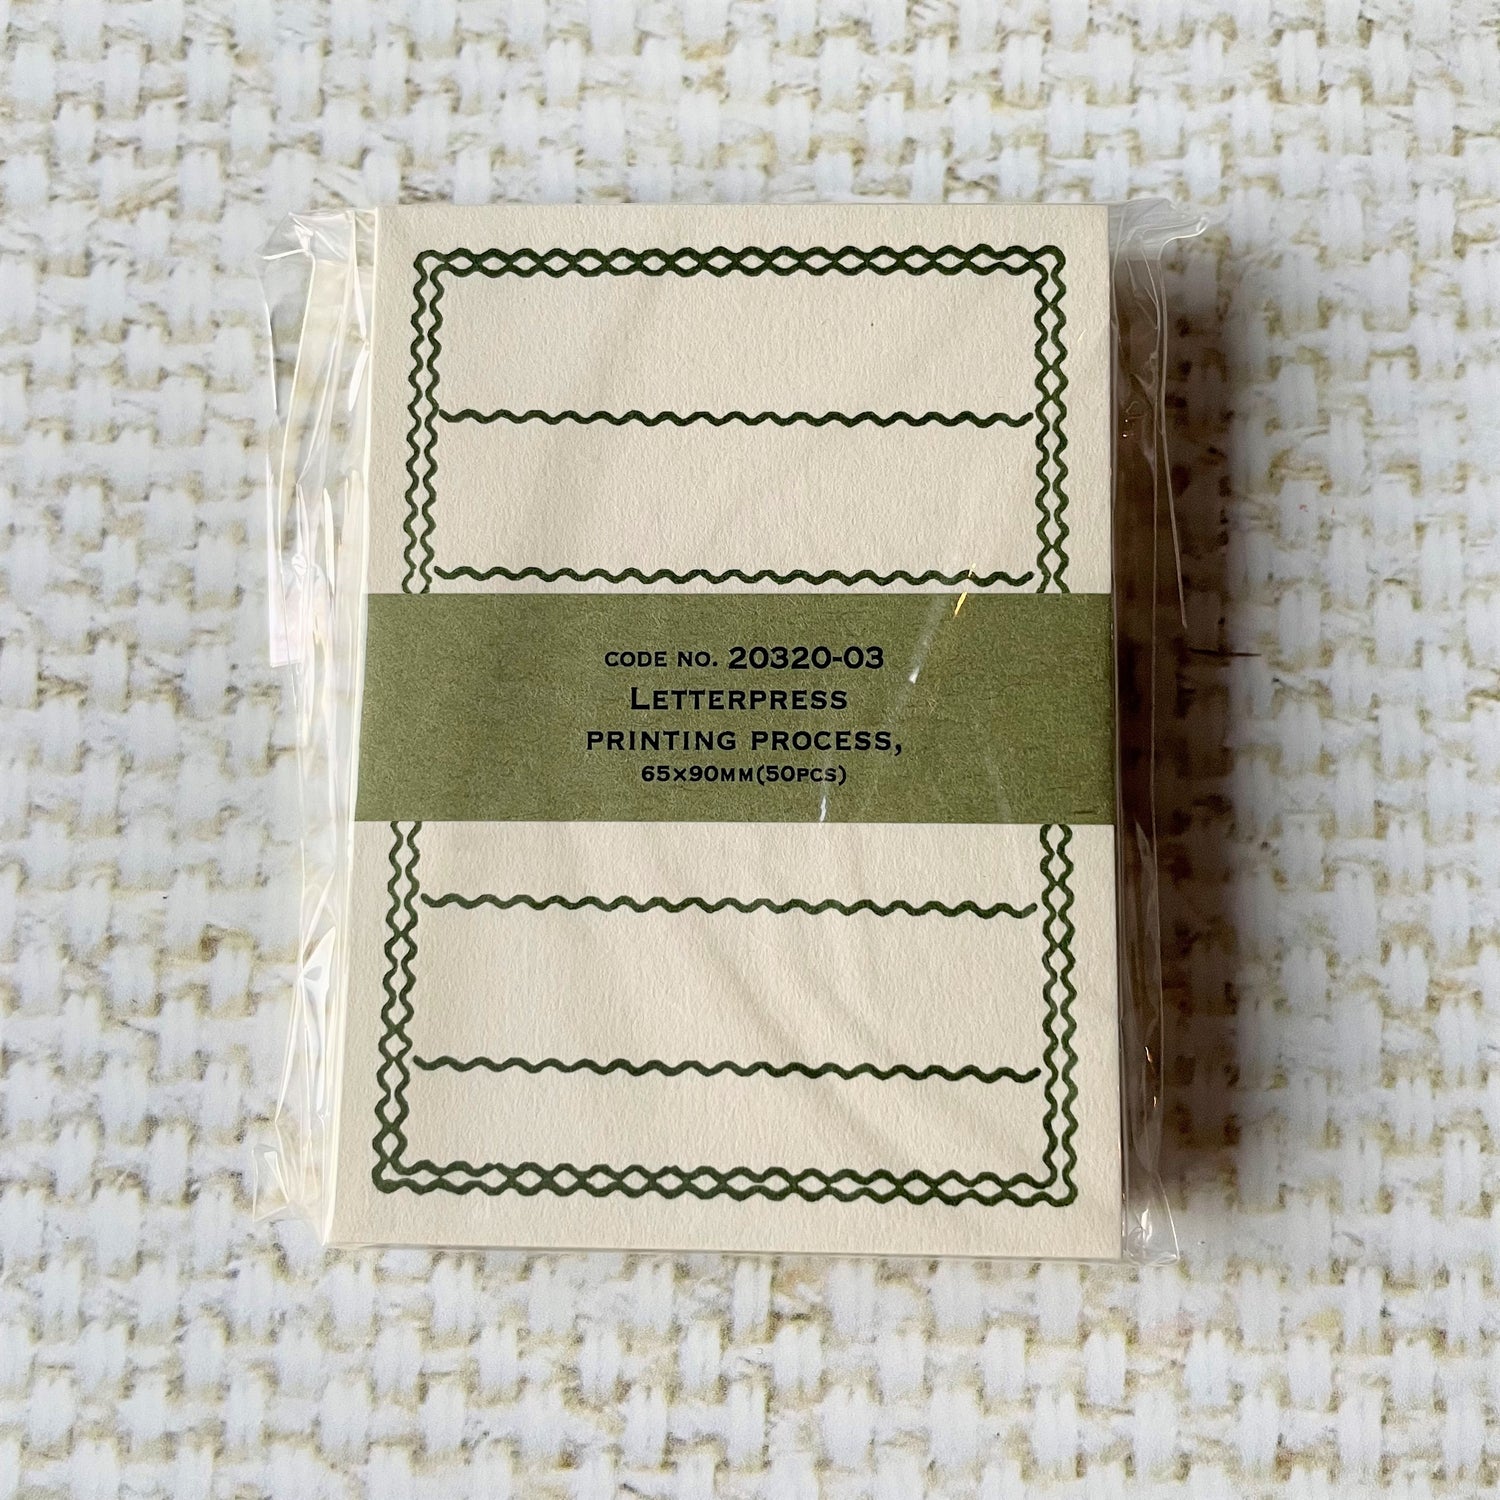 CODE NO. 20320-03
LETTERPRESS
PRINTING PROCESS,
65×90MM(50PCS)